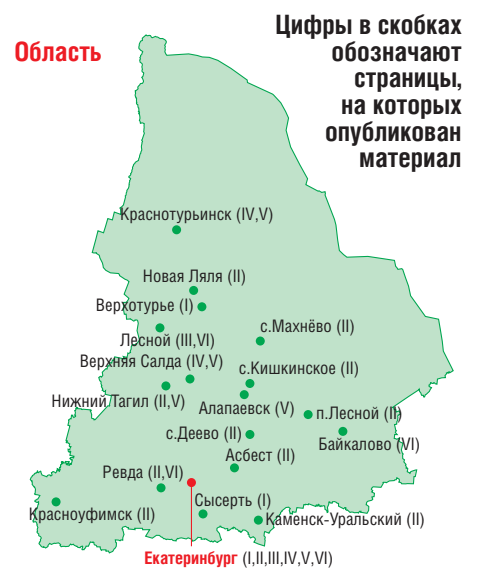 Область
Цифры в скобках
обозначают
страницы,
на которых
опубликован
материал
Краснотурьинск (IV,V)
Новая Ляля (II)
Верхотурье (I)
с.Махнёво (II)
Лесной (III,VI)
Верхняя Салда (IV,V)
с.Кишкинское (II)
Нижний Тагил (II,V)
Алапаевск (V)
п.Лесной (II)
с.Деево (II)
Байкалово (VI)
Асбест (II)
Ревда (II,VI)
Сысерть (I)
Красноуфимск (II)
Каменск-Уральский (II)
Екатеринбург (I,II,III,IV,V,VI)